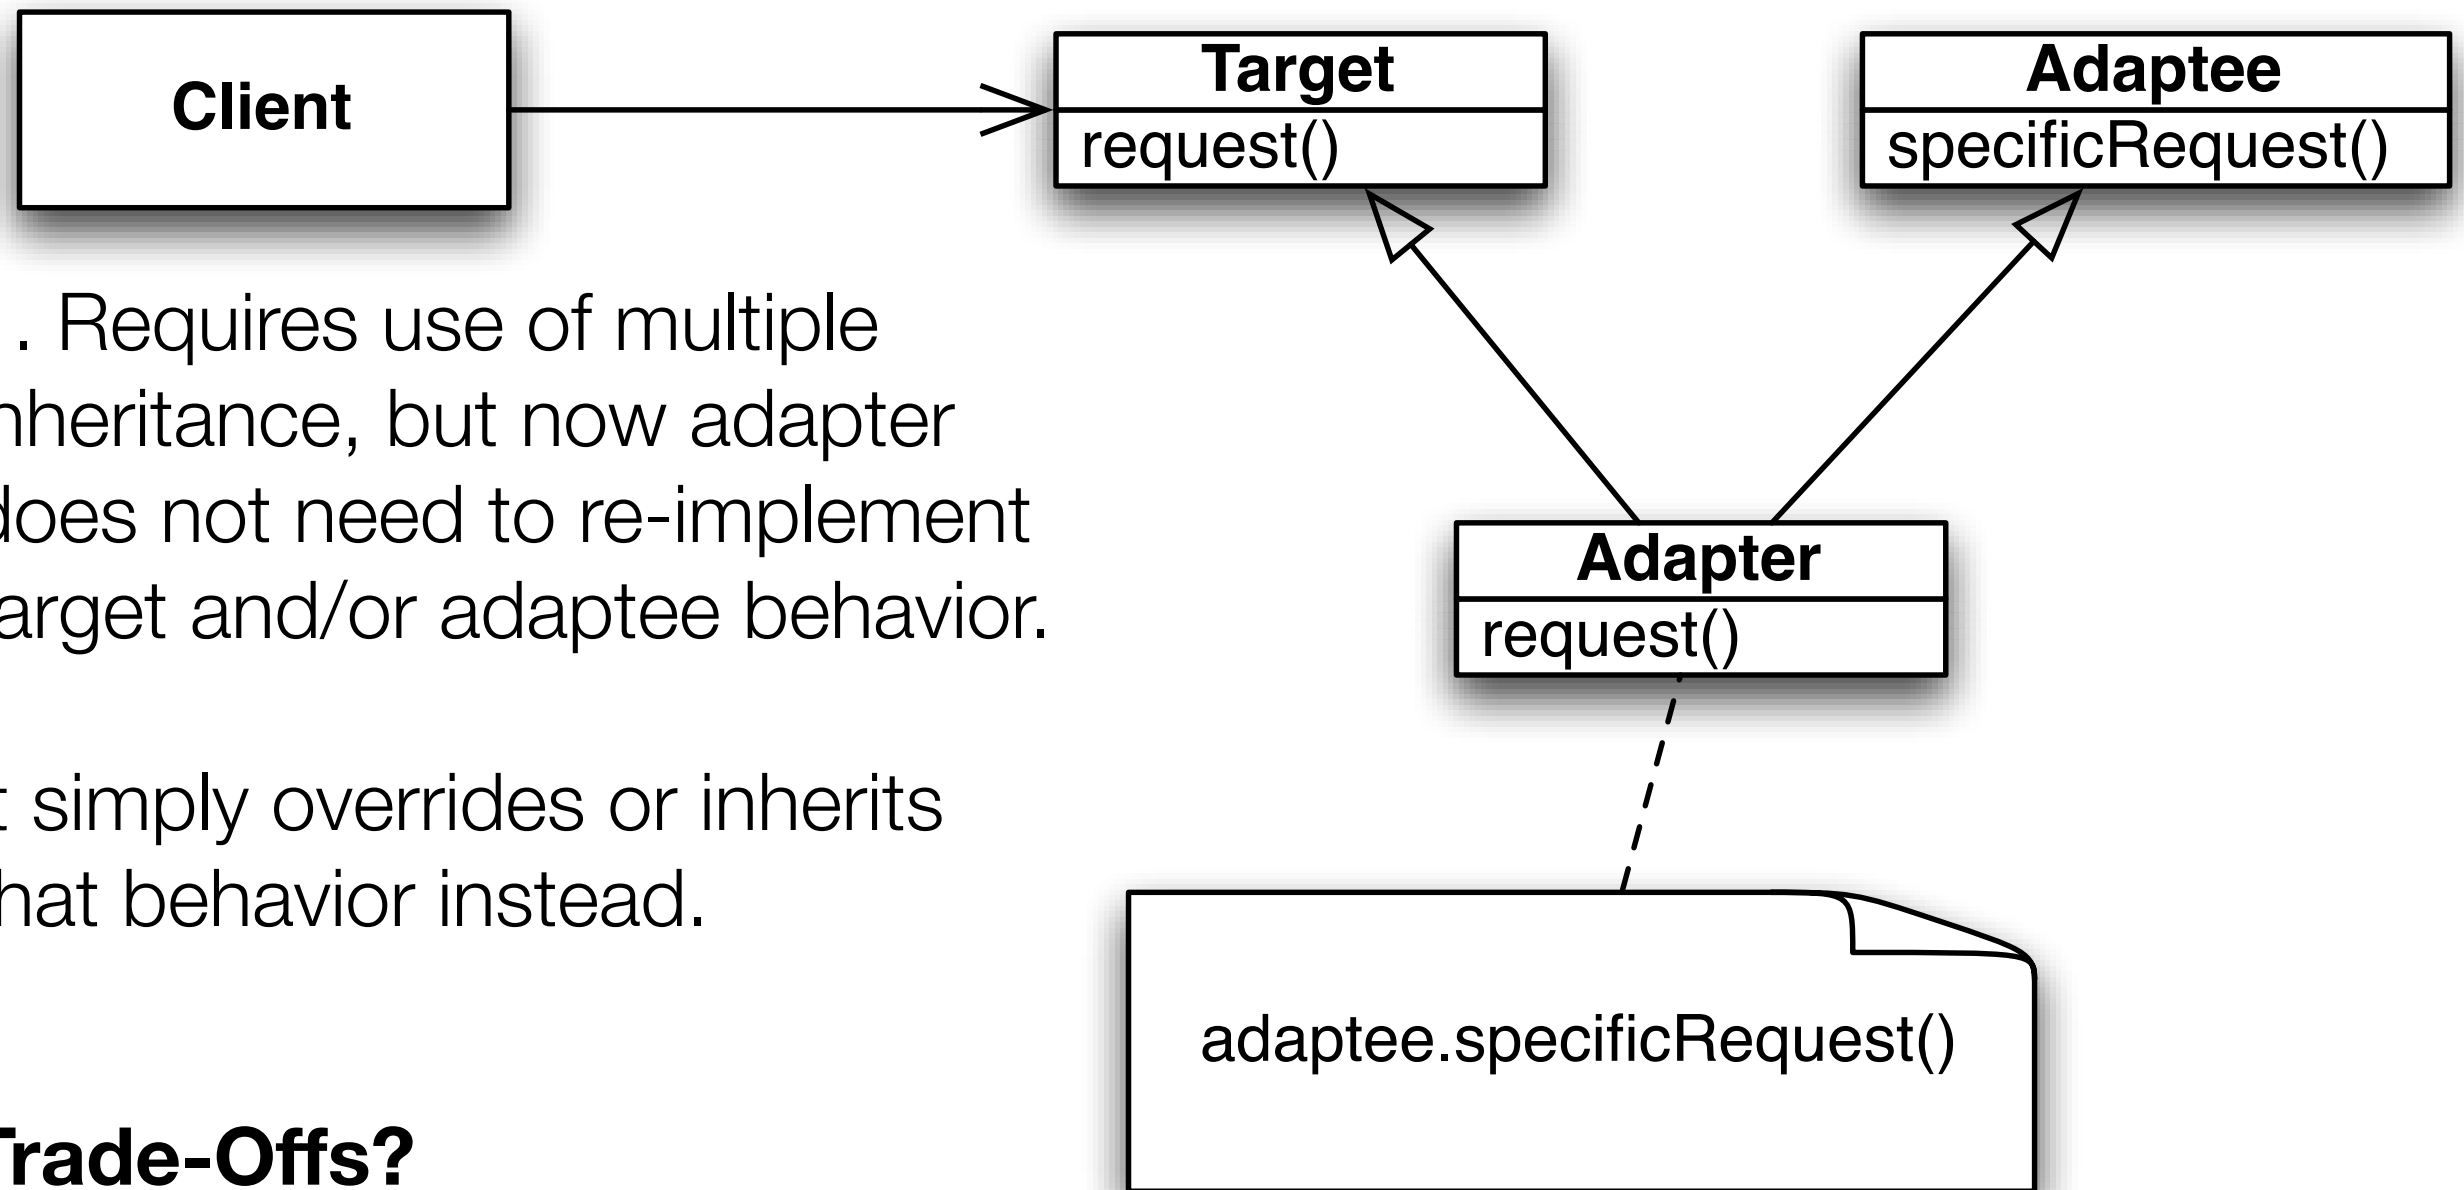 Client
Target
request()
Adaptee
specificRequest()
. Requires use of multiple
nheritance, but now adapter
does not need to re-implement
arget and/or adaptee behavior.
Adapter
request()
t simply overrides or inherits
hat behavior instead.
adaptee.specificRequest()
Trade-Offs?